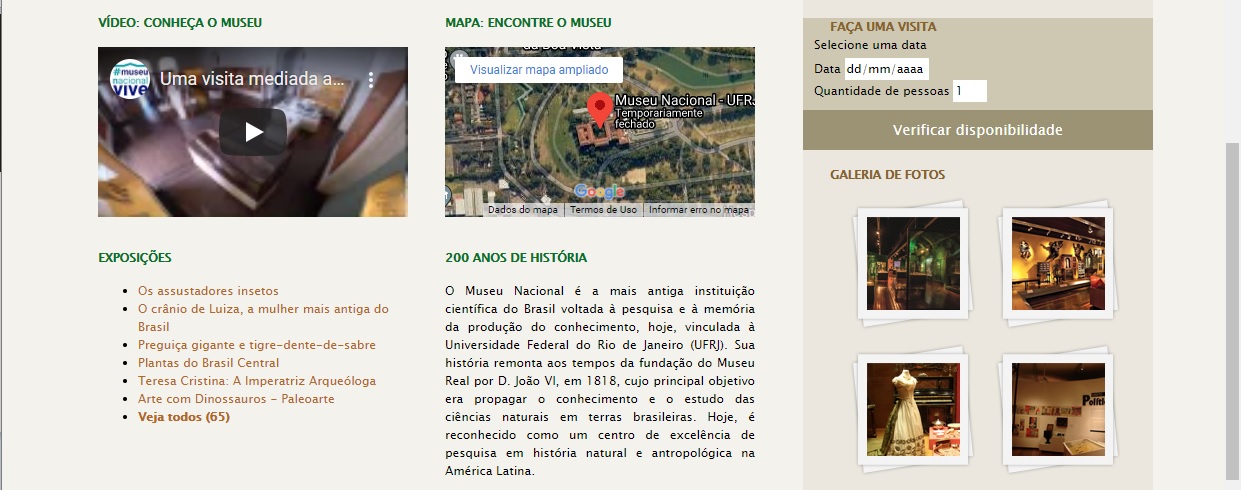 VÍDEO: CONHEÇA O MUSEU
#museu
nacional
vive
Uma visita mediada a...
EXPOSIÇÕES
Os assustadores insetos
O crânio de Luiza, a mulher mais antiga do
Brasil
Preguiça gigante e tigre-dente-de-sabre
Plantas do Brasil Central
Teresa Cristina: A Imperatriz Arqueóloga
Arte com Dinossauros - Paleoarte
Veja todos (65)
MAPA: ENCONTRE O MUSEU
da Boa Vista
Visualizar mapa ampliado
Museu Nacional - UFRJ
Temporariamente
fechado
Google
Dados do mapa
Termos de Uso
Informar erro no mapa
200 ANOS DE HISTÓRIA
O Museu Nacional é a mais antiga instituição
científica do Brasil voltada à pesquisa e à memória
da produção do conhecimento, hoje, vinculada à
Universidade Federal do Rio de Janeiro (UFRJ). Sua
história remonta aos tempos da fundação do Museu
Real por D. João VI, em 1818, cujo principal objetivo
era propagar o conhecimento e o estudo das
ciências naturais em terras brasileiras. Hoje, é
reconhecido como um centro de excelência de
pesquisa em história natural e antropológica na
América Latina.
FAÇA UMA VISITA
Selecione uma data
Data dd/mm/aaaa
Quantidade de pessoas 1
Verificar disponibilidade
GALERIA DE FOTOS
Polític